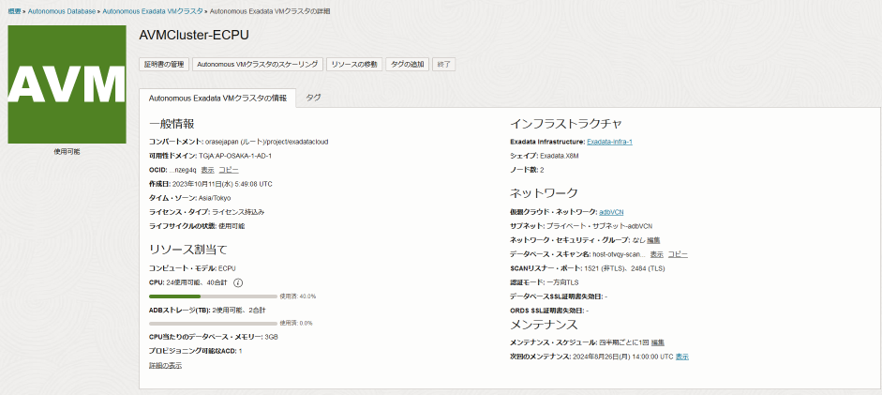 概要 » Autonomous Database » Autonomous Exadata VMクラスタ » Autonomous Exadata VMクラスタの詳細
AVM
使用可能
AVMCluster-ECPU
証明書の管理 Autonomous VMクラスタのスケーリング リソースの移動 タグの追加 終了
Autonomous Exadata VMクラスタの情報 タグ
一般情報
コンパートメント: orasejapan (ルート)/project/exadatacloud
可用性ドメイン: TGjA:AP-OSAKA-1-AD-1
OCID: ...nzeg4q 表示 コピー
作成日: 2023年10月11日(水) 5:49:08 UTC
タイム・ゾーン: Asia/Tokyo
ライセンス・タイプ: ライセンス持込み
ライフサイクルの状態: 使用可能
リソース割当て
コンピュート・モデル: ECPU
CPU: 24使用可能、40合計
使用済: 40.0%
ADBストレージ(TB): 2使用可能、2合計
使用済: 0.0%
CPU当たりのデータベース・メモリー: 3GB
プロビジョニング可能なACD: 1
詳細の表示
インフラストラクチャ
Exadata Infrastructure: Exadata-Infra-1
シェイプ: Exadata.X8M
ノード数: 2
ネットワーク
仮想クラウド・ネットワーク: adbVCN
サブネット: プライベート・サブネット-adbVCN
ネットワーク・セキュリティ・グループ: なし 編集
データベース・スキャン名: host-otvqy-scan... 表示 コピー
SCANリスナー・ポート: 1521 (非TLS)、2484 (TLS)
認証モード: 一方向TLS
データベースSSL証明書失効日: -
ORDS SSL証明書失効日: -
メンテナンス
メンテナンス・スケジュール: 四半期ごとに1回 編集
次回のメンテナンス: 2024年8月26日(月) 14:00:00 UTC 表示